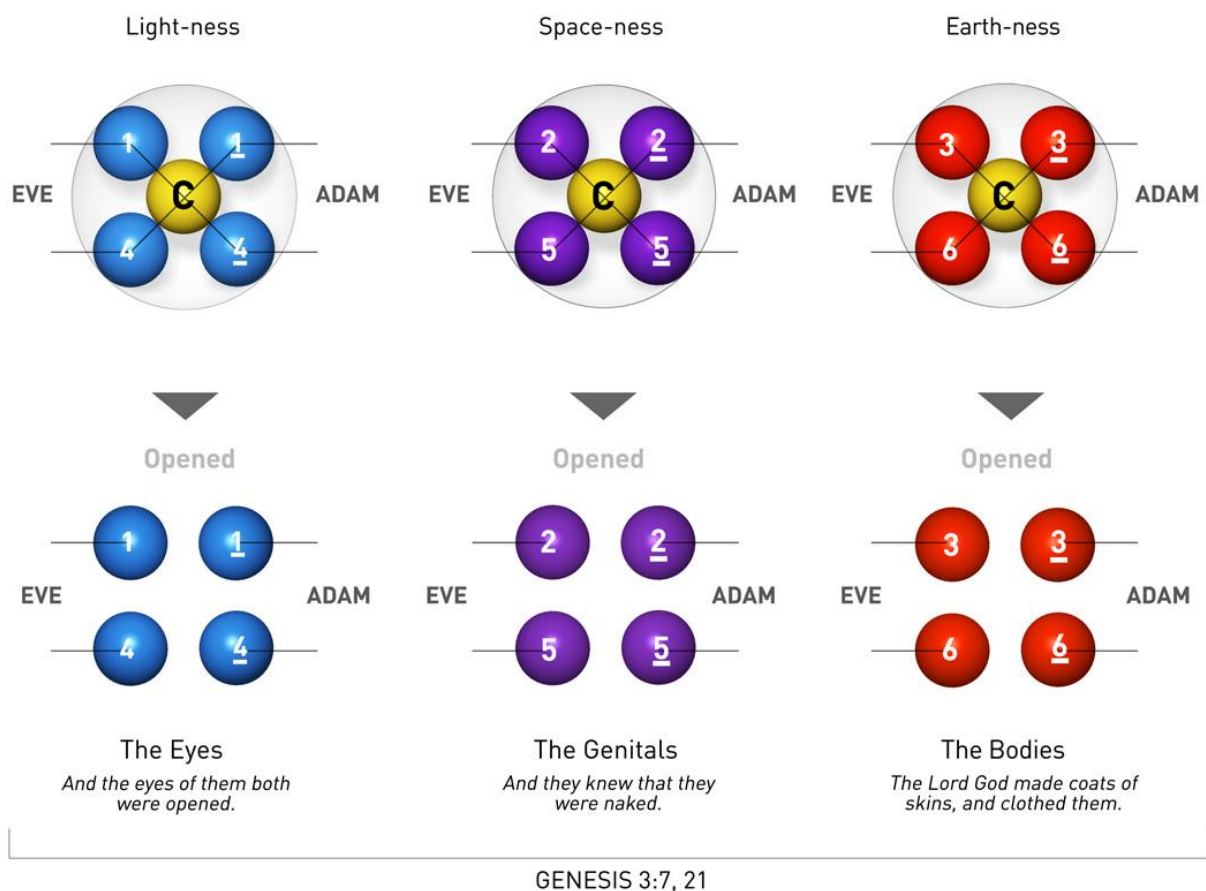 Light-ness
Space-ness
Earth-ness
1 1 2 2 3 3
EVE C ADAM EVE C ADAM EVE C ADAM
4 4 5 5 6 6
Opened
Opened
Opened
1 1 2 2 3 3
EVE ADAM EVE ADAM EVE ADAM
4 4 5 5 6 6
The Eyes
And the eyes of them both
were opened.
The Genitals
And they knew that they
were naked.
The Bodies
The Lord God made coats of
skins, and clothed them.
GENESIS 3:7, 21